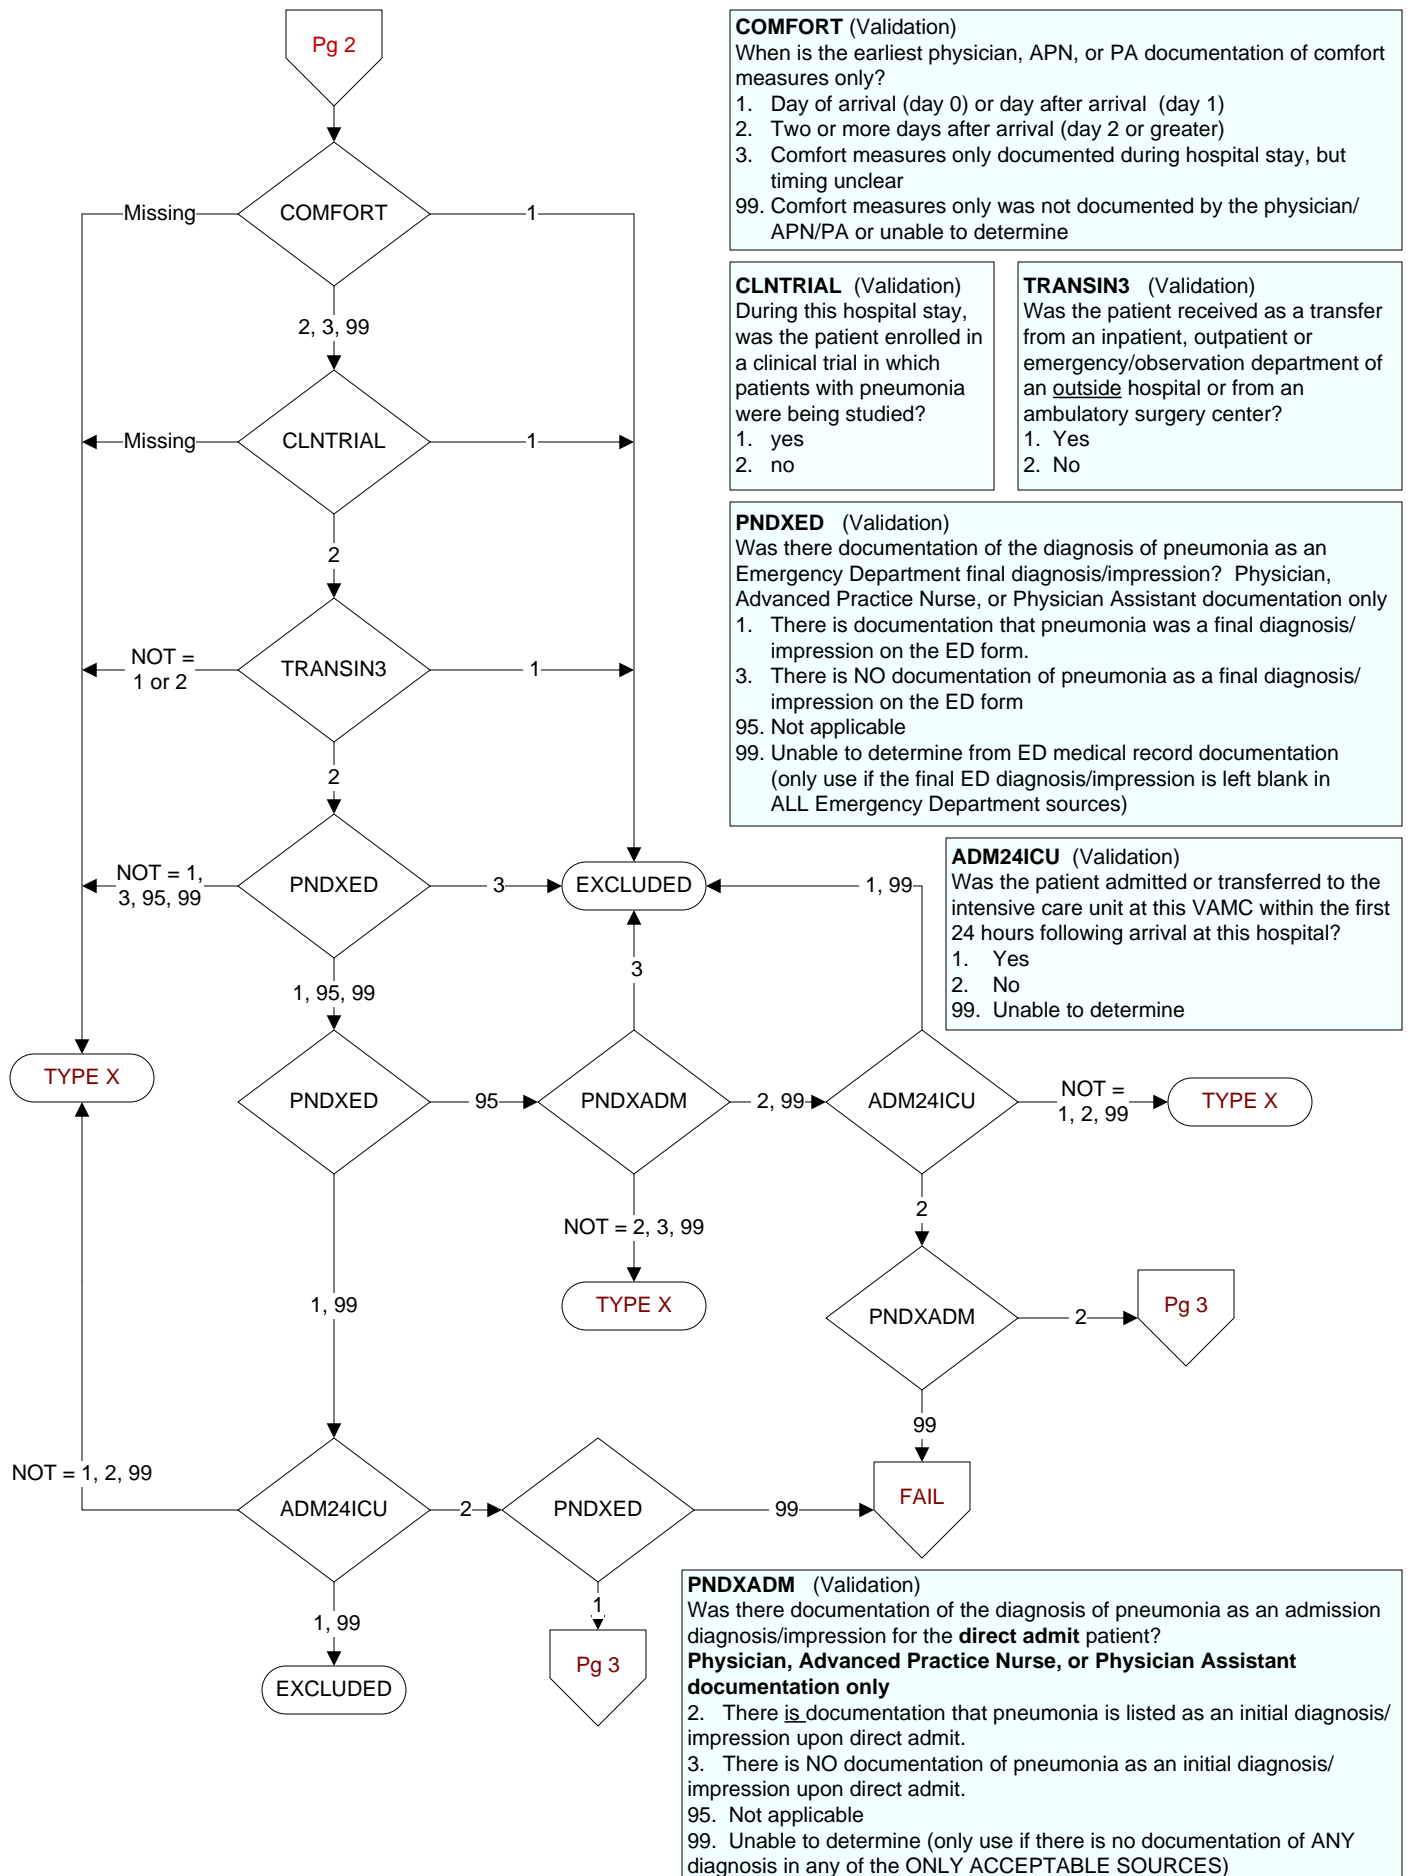 Pg 2
COMFORT (Validation)
When is the earliest physician, APN, or PA documentation of comfort
measures only?
1. Day of arrival (day 0) or day after arrival (day 1)
2. Two or more days after arrival (day 2 or greater)
3. Comfort measures only documented during hospital stay, but
timing unclear
99. Comfort measures only was not documented by the physician/
APN/PA or unable to determine
Missing
COMFORT
1
2, 3, 99
CLNTRIAL (Validation)
During this hospital stay,
was the patient enrolled in
a clinical trial in which
patients with pneumonia
were being studied?
1. yes
2. no
TRANSIN3 (Validation)
Was the patient received as a transfer
from an inpatient, outpatient or
emergency/observation department of
an outside hospital or from an
ambulatory surgery center?
1. Yes
2. No
Missing
CLNTRIAL
1
2
PNDXED (Validation)
Was there documentation of the diagnosis of pneumonia as an
Emergency Department final diagnosis/impression? Physician,
Advanced Practice Nurse, or Physician Assistant documentation only
1. There is documentation that pneumonia was a final diagnosis/
impression on the ED form.
3. There is NO documentation of pneumonia as a final diagnosis/
impression on the ED form
95. Not applicable
99. Unable to determine from ED medical record documentation
(only use if the final ED diagnosis/impression is left blank in
ALL Emergency Department sources)
NOT =
1 or 2
TRANSIN3
1
2
NOT = 1,
3, 95, 99
PNDXED
3
EXCLUDED
1, 99
ADM24ICU (Validation)
Was the patient admitted or transferred to the
intensive care unit at this VAMC within the first
24 hours following arrival at this hospital?
1. Yes
2. No
99. Unable to determine
3
1, 95, 99
TYPE X
PNDXED
95
PNDXADM
2, 99
ADM24ICU
NOT =
1, 2, 99
TYPE X
2
NOT = 2, 3, 99
1, 99
TYPE X
PNDXADM
2
Pg 3
99
NOT = 1, 2, 99
ADM24ICU
2
PNDXED
99
FAIL
1
1, 99
Pg 3
EXCLUDED
PNDXADM (Validation)
Was there documentation of the diagnosis of pneumonia as an admission
diagnosis/impression for the direct admit patient?
Physician, Advanced Practice Nurse, or Physician Assistant
documentation only
2. There is documentation that pneumonia is listed as an initial diagnosis/
impression upon direct admit.
3. There is NO documentation of pneumonia as an initial diagnosis/
impression upon direct admit.
95. Not applicable
99. Unable to determine (only use if there is no documentation of ANY
diagnosis in any of the ONLY ACCEPTABLE SOURCES)